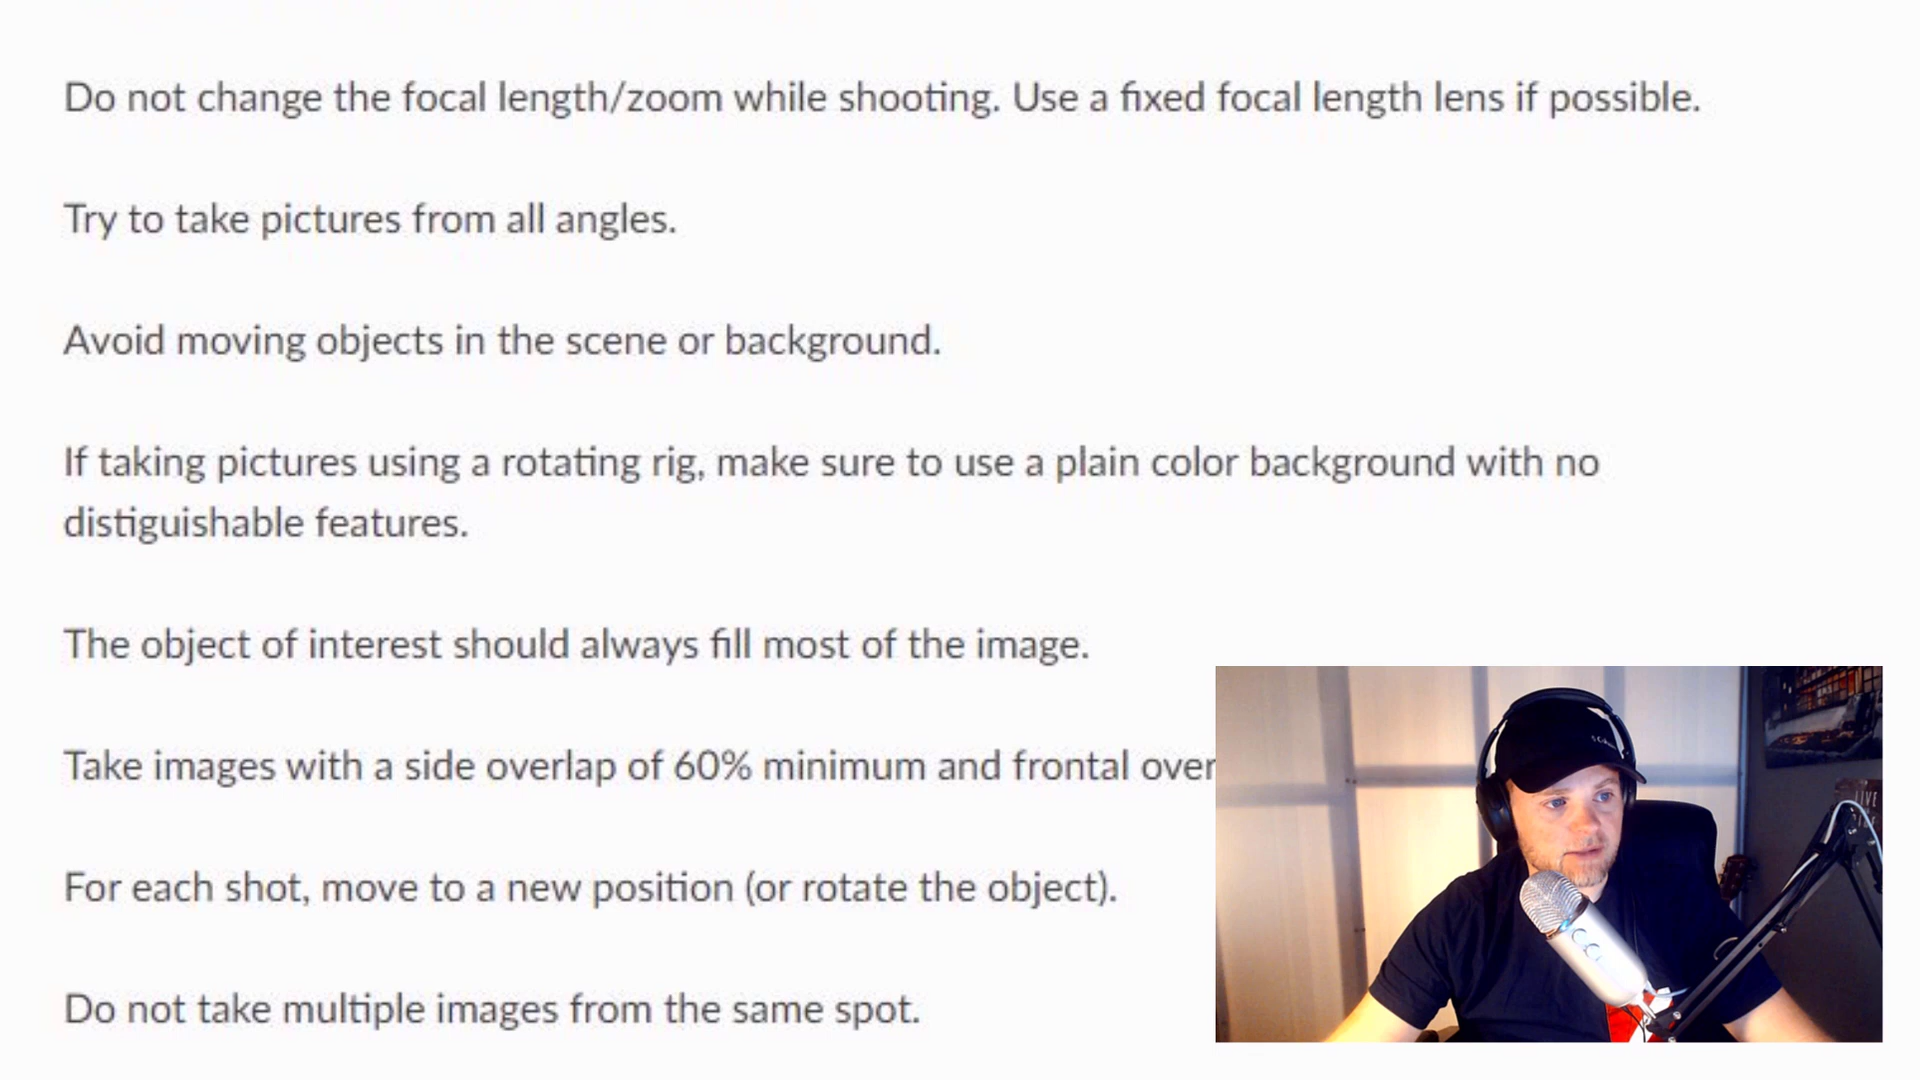 Do not change the focal length/zoom while shooting. Use a fixed focal length lens if possible.
Try to take pictures from all angles.
Avoid moving objects in the scene or background.
If taking pictures using a rotating rig, make sure to use a plain color background with no
distiguishable features.
The object of interest should always fill most of the image.
Take images with a side overlap of 60% minimum and frontal over
For each shot, move to a new position (or rotate the object).
Do not take multiple images from the same spot.
LIVE